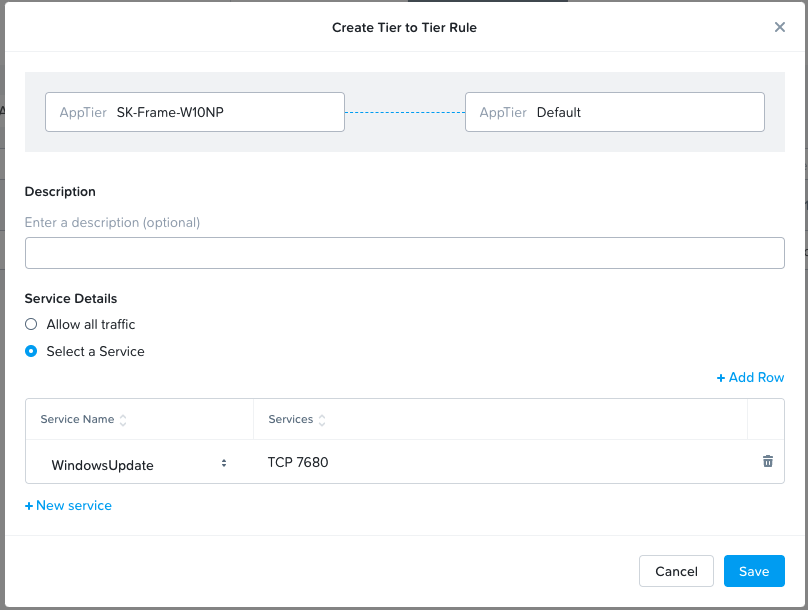 Create Tier to Tier Rule
AppTier SK-Frame-W10NP
AppTier Default
Description
Enter a description (optional)
Service Details
Allow all traffic
Select a Service
+ Add Row
Service Name Services
WindowsUpdate TCP 7680
+ New service
Cancel Save